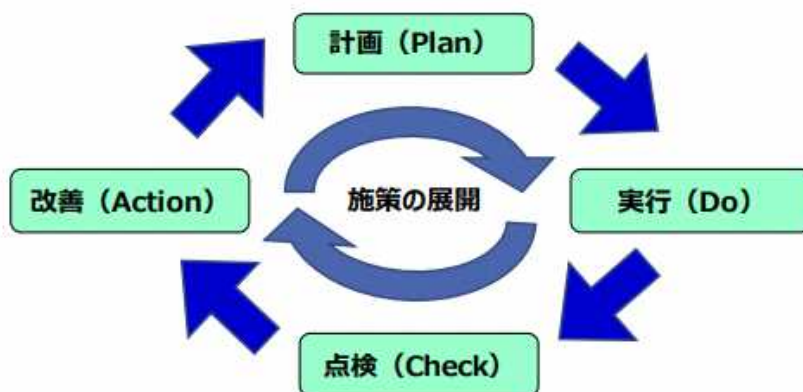 計画（Plan）
改善（Action）
施策の展開
実行（Do）
点検（Check）